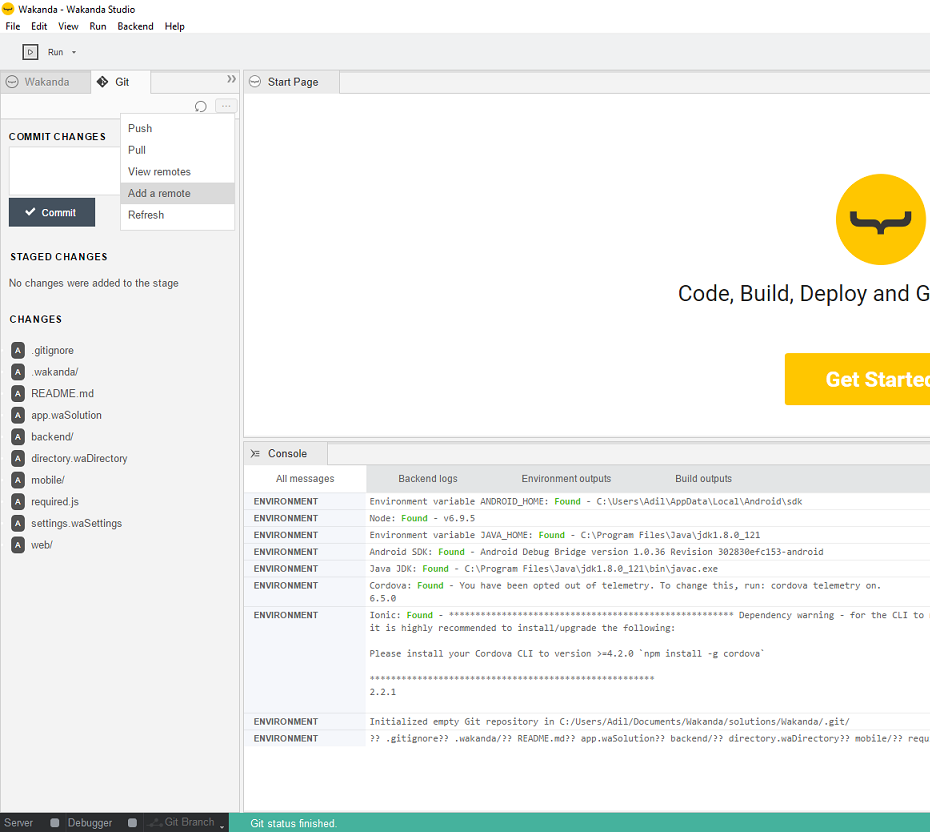 Wakanda - Wakanda Studio
File Edit View Run Backend Help
Run
Wakanda Git
Start Page
COMMIT CHANGES
Push
Pull
View remotes
Add a remote
Refresh
Commit
STAGED CHANGES
No changes were added to the stage
CHANGES
A .gitignore
A .wakanda/
A README.md
A app.waSolution
A backend/
A directory.waDirectory
A mobile/
A required.js
A settings.waSettings
A web/
Code, Build, Deploy and G
Get Started
Console
All messages Backend logs Environment outputs Build outputs
ENVIRONMENT Environment variable ANDROID_HOME: Found - C:\Users\Adil\AppData\Local\Android\sdk
ENVIRONMENT Node: Found - v6.9.5
ENVIRONMENT Environment variable JAVA_HOME: Found - C:\Program Files\Java\jdk1.8.0_121
ENVIRONMENT Android SDK: Found - Android Debug Bridge version 1.0.36 Revision 302830efc153-android
ENVIRONMENT Java JDK: Found - C:\Program Files\Java\jdk1.8.0_121\bin\javac.exe
ENVIRONMENT Cordova: Found - You have been opted out of telemetry. To change this, run: cordova telemetry on.
6.5.0
ENVIRONMENT Ionic: Found - ****************************************************** Dependency warning - for the CLI to
it is highly recommended to install/upgrade the following:
Please install your Cordova CLI to version >=4.2.0 `npm install -g cordova`
******************************************************
2.2.1
ENVIRONMENT Initialized empty Git repository in C:/Users/Adil/Documents/Wakanda/solutions/Wakanda/.git/
ENVIRONMENT ?? .gitignore?? .wakanda/?? README.md?? app.waSolution?? backend/?? directory.waDirectory?? mobile/?? requ
Server Debugger Git Branch
Git status finished.